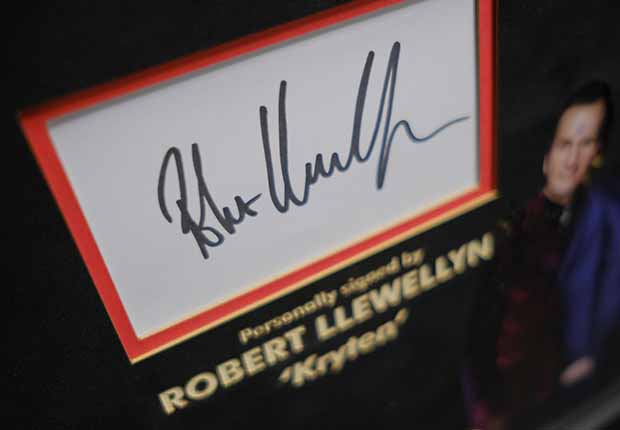 Personally signed by
ROBERT LLEWELLYN
'Kryten'